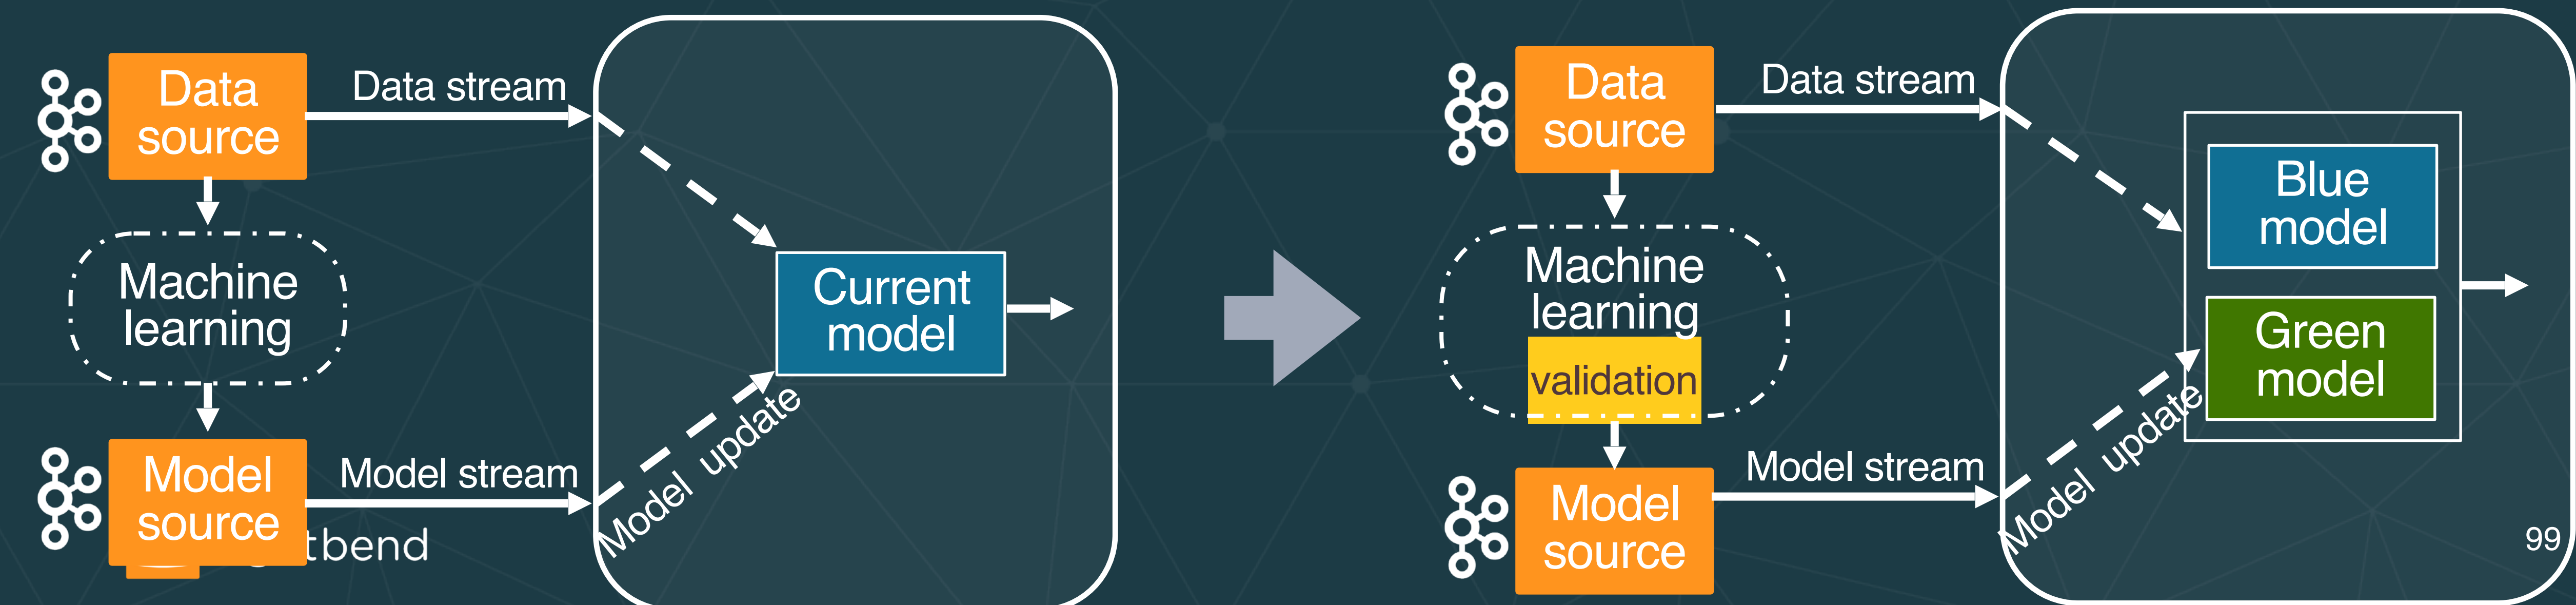 Data
source
Data stream
Machine
learning
Model
source
Model stream
Model update
Current
model
tbend
Data
source
Data stream
Machine
learning
validation
Model
source
Model stream
Model update
Blue
model
Green
model
99